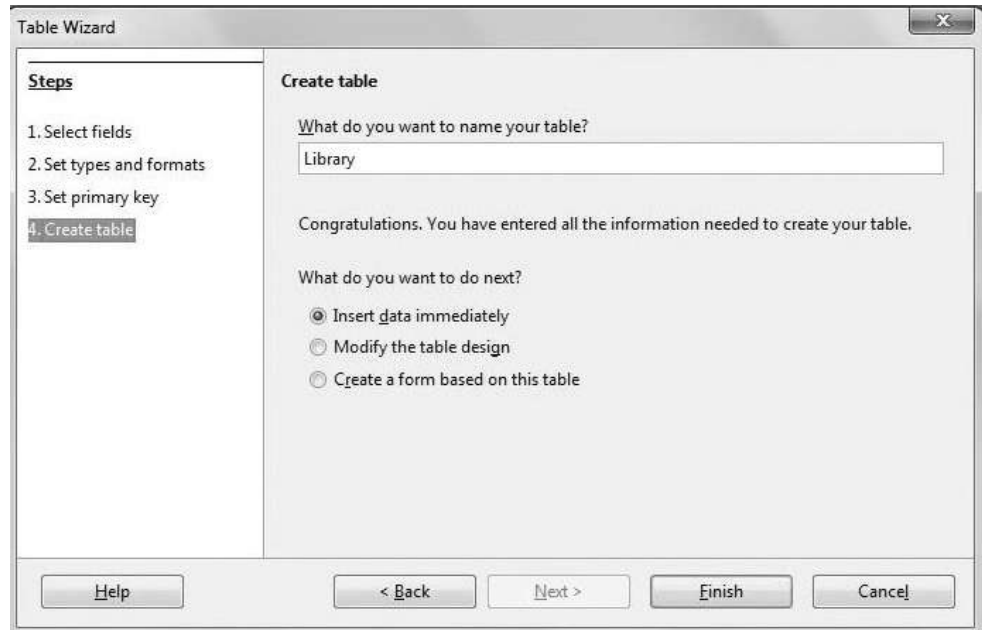 Table Wizard
X
Steps
1. Select fields
2. Set types and formats
3. Set primary key
4. Create table
Create table
What do you want to name your table?
Library
Congratulations. You have entered all the information needed to create your table.
What do you want to do next?
Insert data immediately
Modify the table design
Create a form based on this table
Help
< Back
Next >
Finish
Cancel